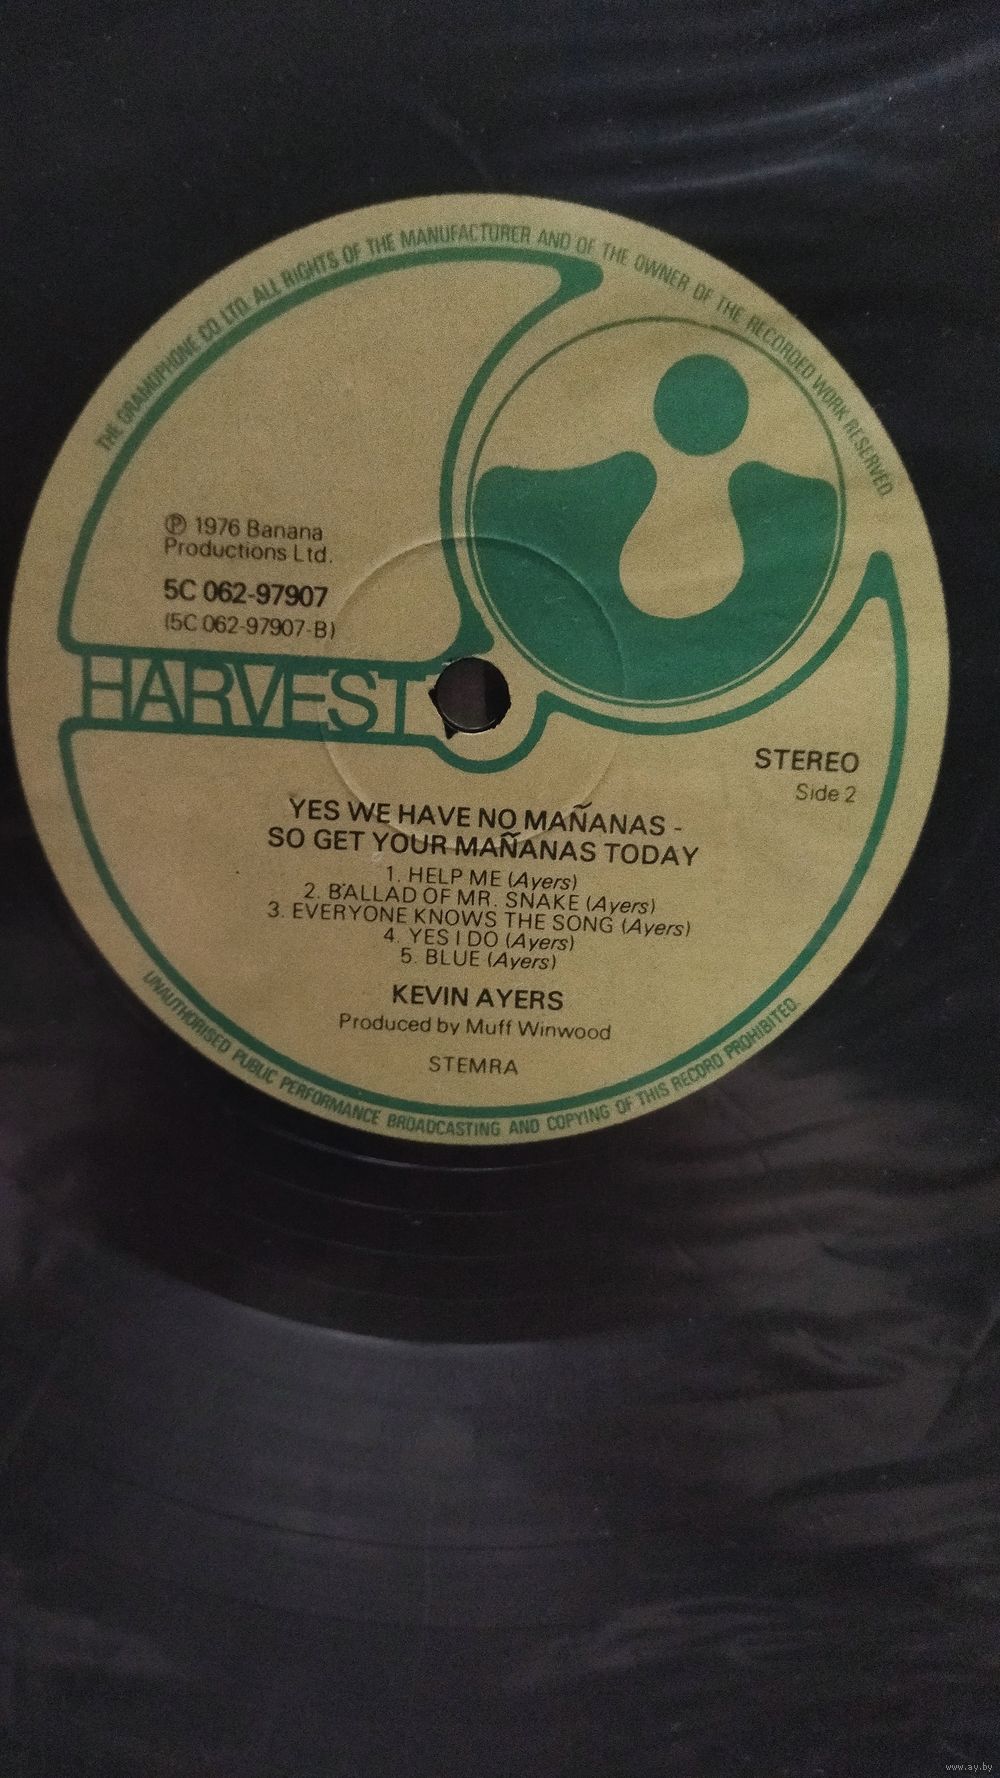 THE GRAMOPHONE CO LTD. ALL RIGHTS OF THE MANUFACTURER AND OF THE OWNER OF THE RECORDED WORK RESERVED.
℗ 1976 Banana
Productions Ltd.
5C 062-97907
(5C 062-97907-B)
HARVEST
STEREO
Side 2
YES WE HAVE NO MAÑANAS -
SO GET YOUR MAÑANAS TODAY
1. HELP ME (Ayers)
2. BALLAD OF MR. SNAKE (Ayers)
3. EVERYONE KNOWS THE SONG (Ayers)
4. YES I DO (Ayers)
5. BLUE (Ayers)
KEVIN AYERS
Produced by Muff Winwood
STEMRA
UNAUTHORISED PUBLIC PERFORMANCE BROADCASTING AND COPYING OF THIS RECORD PROHIBITED.
www.ay.by